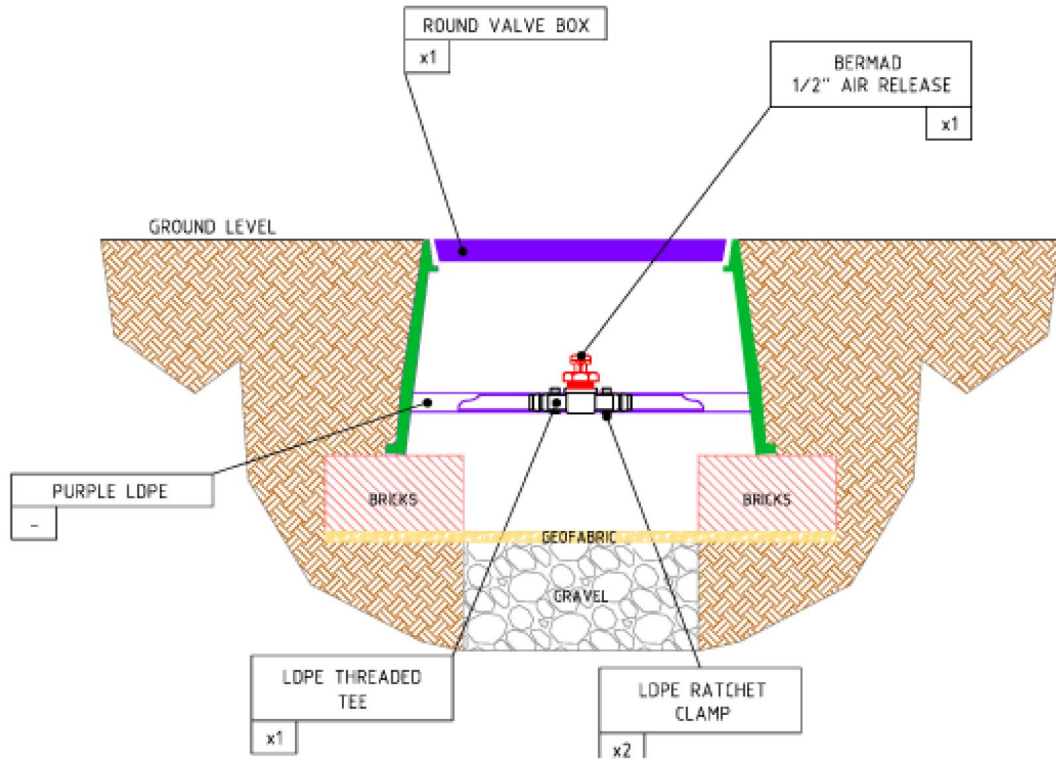 ROUND VALVE BOX
x1
BERMAD
1/2" AIR RELEASE
x1
GROUND LEVEL
PURPLE LDPE
-
BRICKS
BRICKS
GEOFABRIC
GRAVEL
LDPE THREADED
TEE
x1
LDPE RATCHET
CLAMP
x2